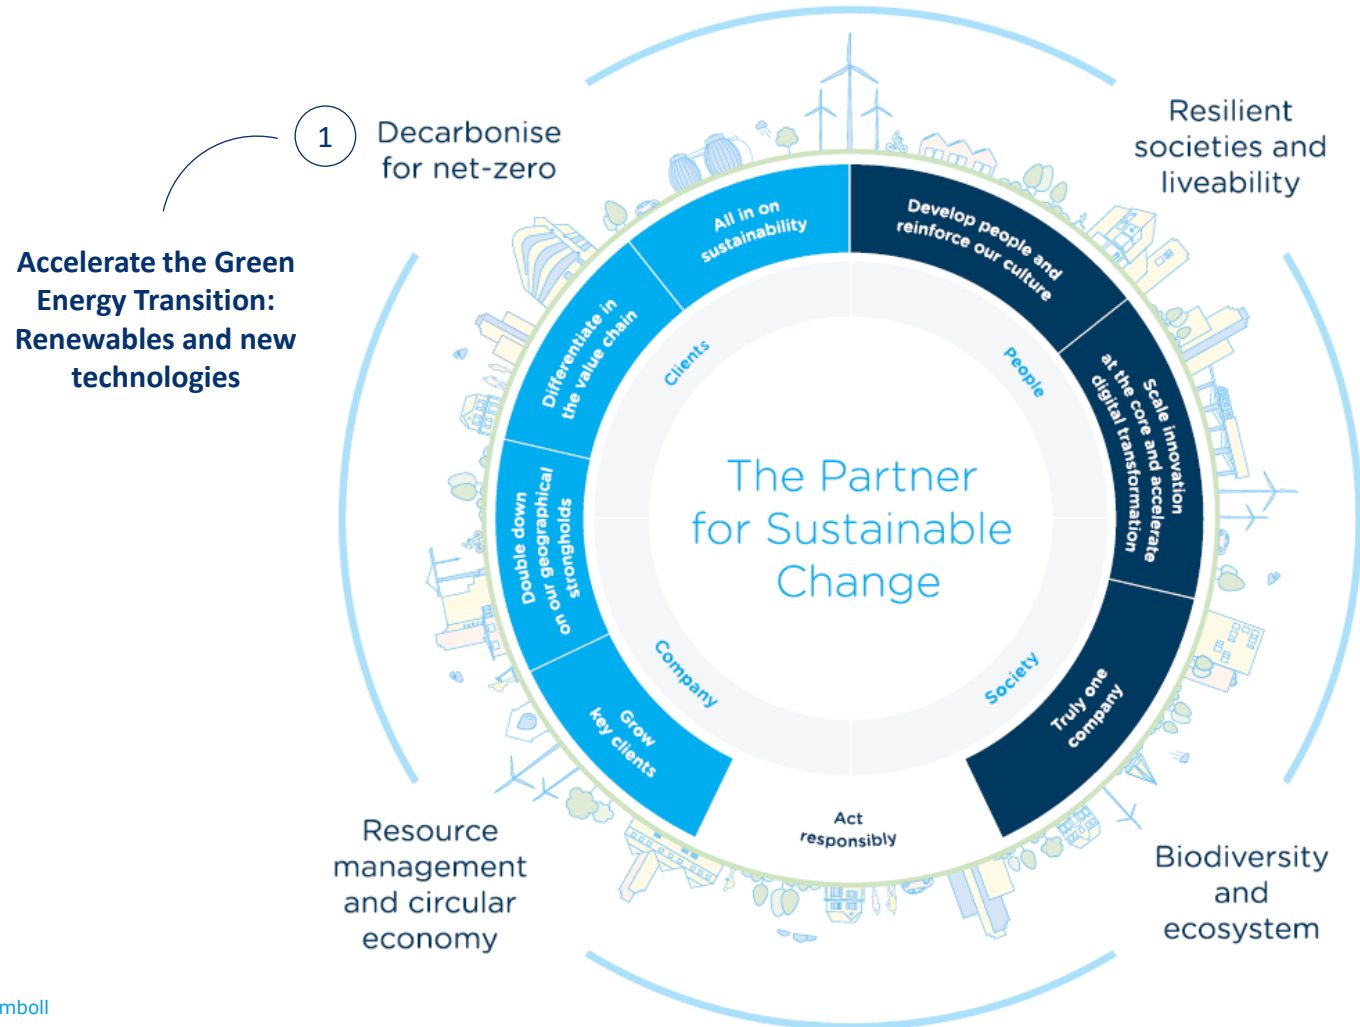 1
Decarbonise
for net-zero
Accelerate the Green
Energy Transition:
Renewables and new
technologies
Resilient
societies and
liveability
All in on
sustainability
Develop people and
reinforce our culture
Differentiate in
the value chain
Scale innovation
at the core and accelerate
digital transformation
Double down
on our geographical
strongholds
Truly one
company
Grow
key clients
Act
responsibly
Clients
People
Company
Society
The Partner
for Sustainable
Change
Resource
management
and circular
economy
Biodiversity
and
ecosystem
mboll